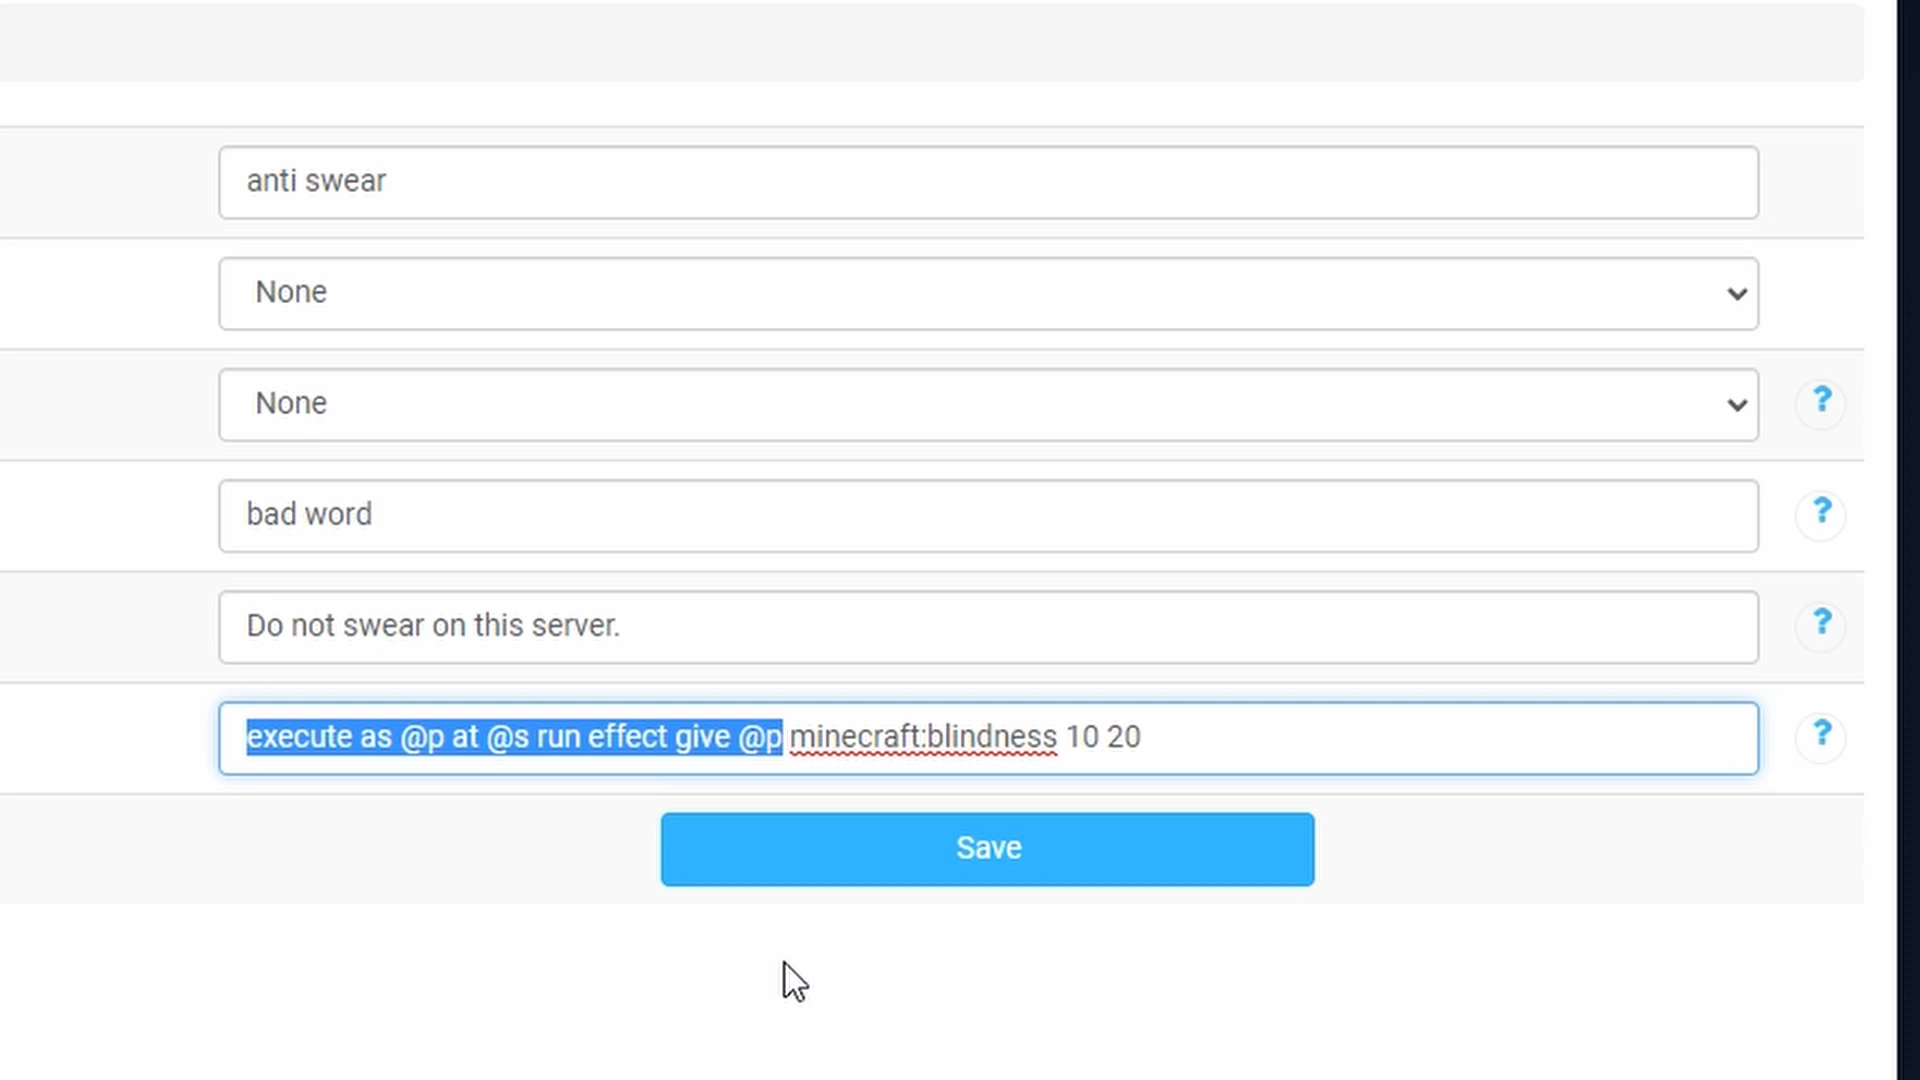 anti swear
None
None
?
bad word
?
Do not swear on this server.
?
execute as @p at @s run effect give @p minecraft:blindness 10 20
?
Save